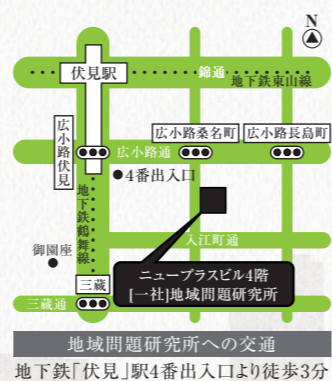 N
伏見駅
錦通
地下鉄東山線
広小路伏見
広小路桑名町
広小路長島町
広小路通
●4番出入口
地下鉄鶴舞線
御園座
入江町通
三蔵
三蔵通
ニュープラスビル4階
[一社]地域問題研究所
地域問題研究所への交通
地下鉄「伏見」駅4番出入口より徒歩3分